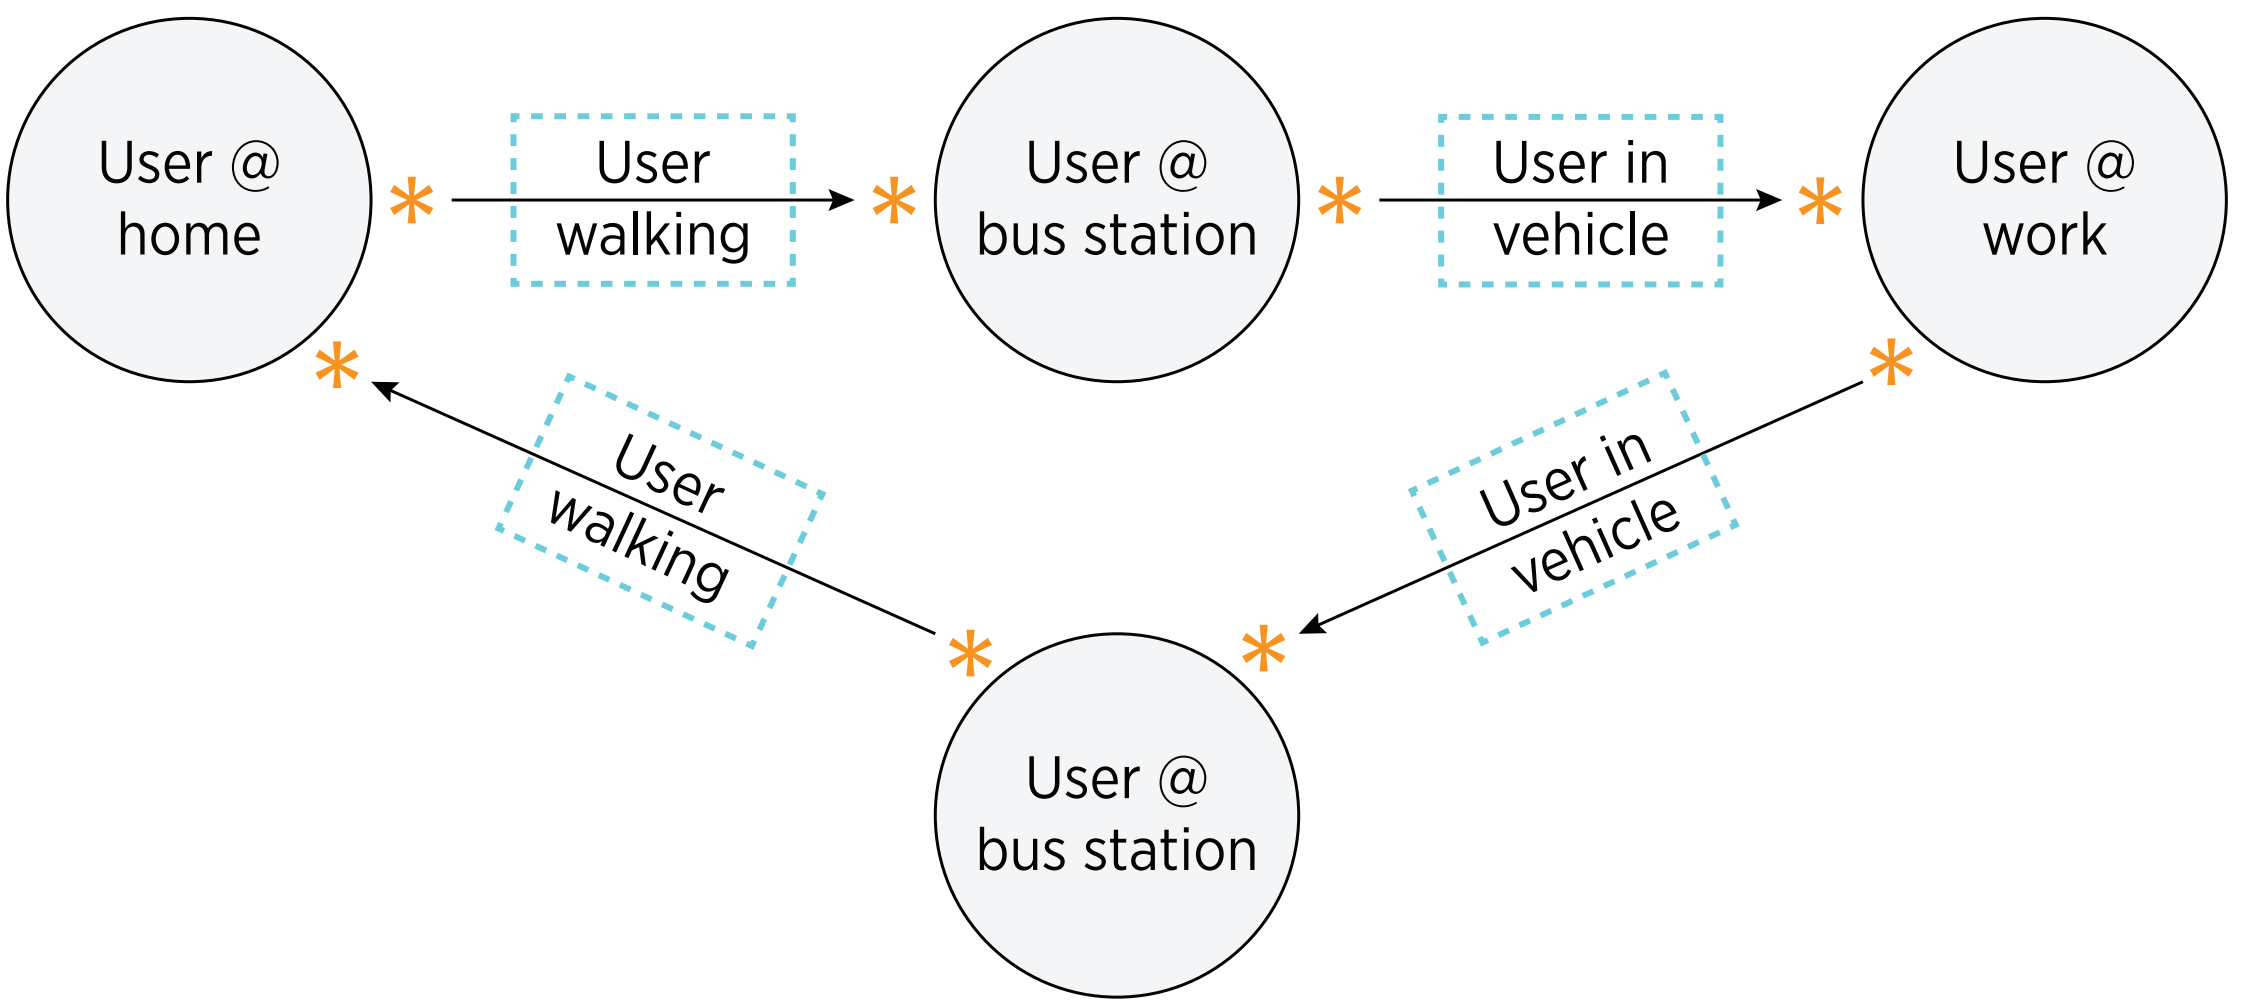 User @
home
*
User
walking
*
User @
bus station
*
User in
vehicle
*
User @
work
*
User in
vehicle
*
User @
bus station
*
User
walking
*